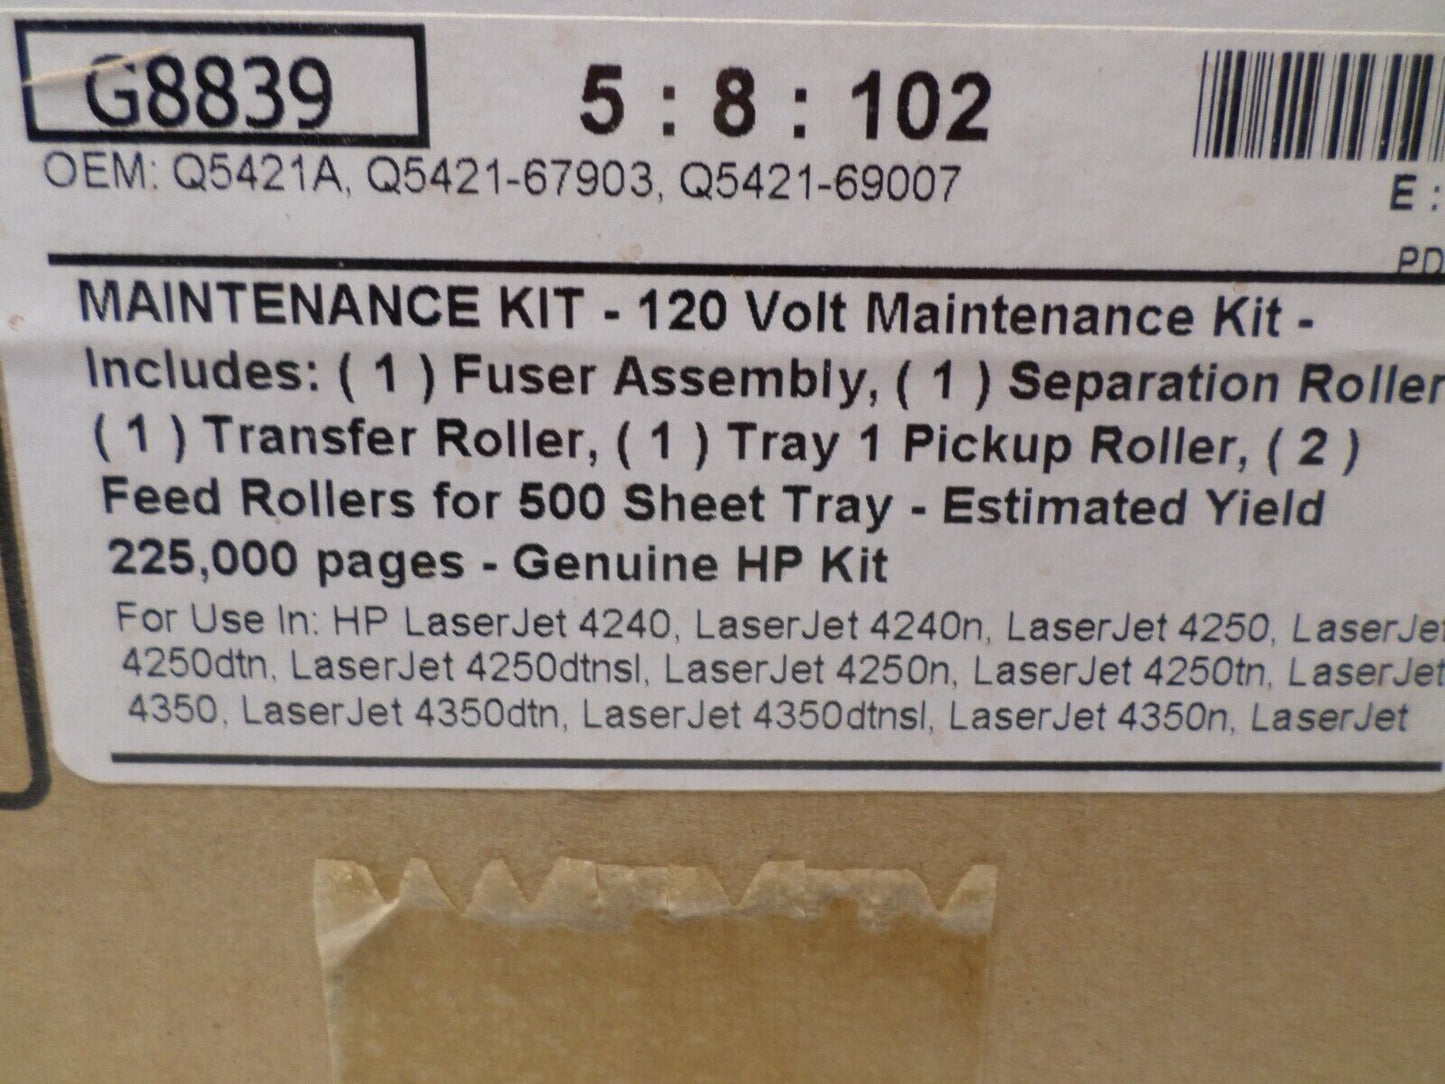 G8839
5 : 8 : 102
OEM: Q5421A, Q5421-67903, Q5421-69007
E :
PD
MAINTENANCE KIT - 120 Volt Maintenance Kit -
Includes: ( 1 ) Fuser Assembly, ( 1 ) Separation Roller
( 1 ) Transfer Roller, ( 1 ) Tray 1 Pickup Roller, ( 2 )
Feed Rollers for 500 Sheet Tray - Estimated Yield
225,000 pages - Genuine HP Kit
For Use In: HP LaserJet 4240, LaserJet 4240n, LaserJet 4250, LaserJet
4250dtn, LaserJet 4250dtnsl, LaserJet 4250n, LaserJet 4250tn, LaserJet
4350, LaserJet 4350dtn, LaserJet 4350dtnsl, LaserJet 4350n, LaserJet